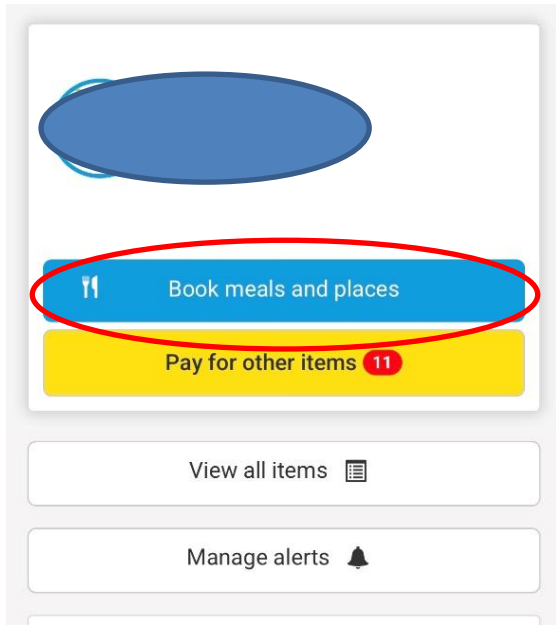 Book meals and places
Pay for other items 11
View all items
Manage alerts